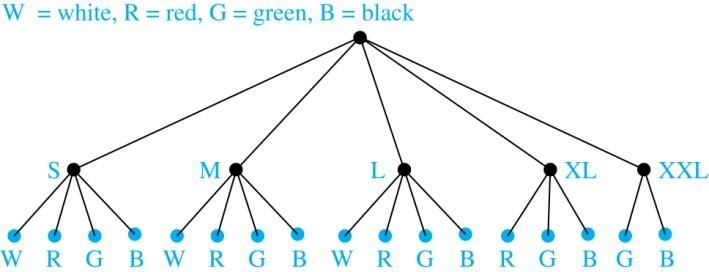 W = white, R = red, G = green, B = black
S M L XL XXL
W R G B W R G B W R G B R G B G B